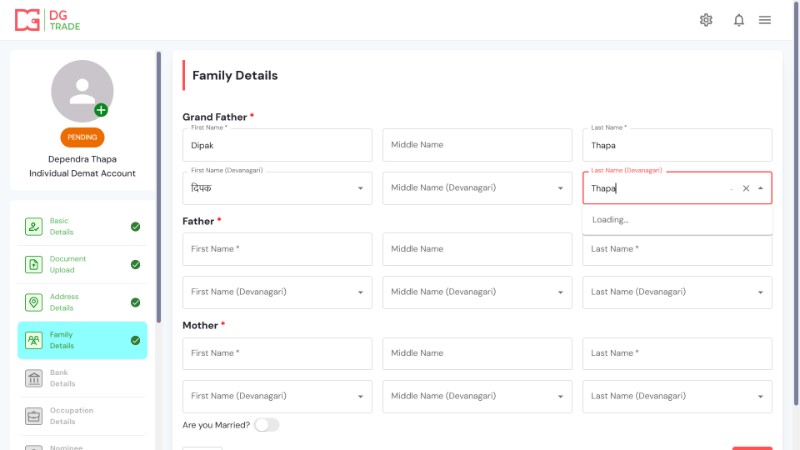 DG
TRADE
PENDING
Dependra Thapa
Individual Demat Account
Basic
Details
Document
Upload
Address
Details
Family
Details
Bank
Details
Occupation
Details
Nominee
Family Details
Grand Father *
First Name *
Dipak
Middle Name
Last Name *
Thapa
First Name (Devanagari)
दिपक
Middle Name (Devanagari)
Last Name (Devanagari)
Thapa
Loading...
Father *
First Name *
Middle Name
Last Name *
First Name (Devanagari)
Middle Name (Devanagari)
Last Name (Devanagari)
Mother *
First Name *
Middle Name
Last Name *
First Name (Devanagari)
Middle Name (Devanagari)
Last Name (Devanagari)
Are you Married?